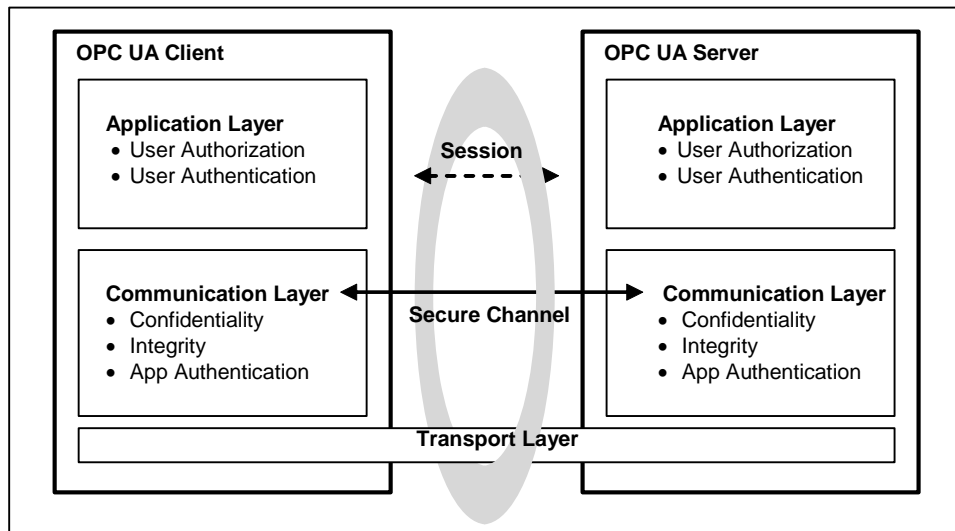 OPC UA Client
Application Layer
• User Authorization
• User Authentication
Communication Layer
• Confidentiality
• Integrity
• App Authentication
Session
Secure Channel
Transport Layer
OPC UA Server
Application Layer
• User Authorization
• User Authentication
Communication Layer
• Confidentiality
• Integrity
• App Authentication